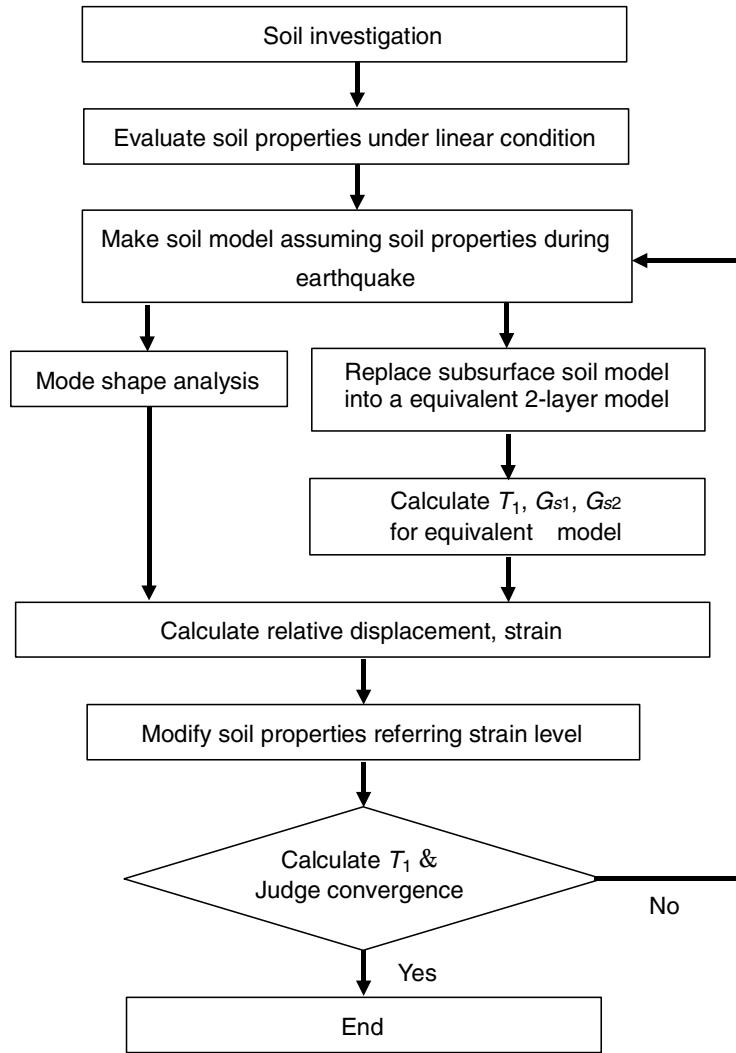 Soil investigation
Evaluate soil properties under linear condition
Make soil model assuming soil properties during
earthquake
Mode shape analysis
Replace subsurface soil model
into a equivalent 2-layer model
Calculate T1, Gs1, Gs2
for equivalent model
Calculate relative displacement, strain
Modify soil properties referring strain level
Calculate T1 &
Judge convergence
No
Yes
End